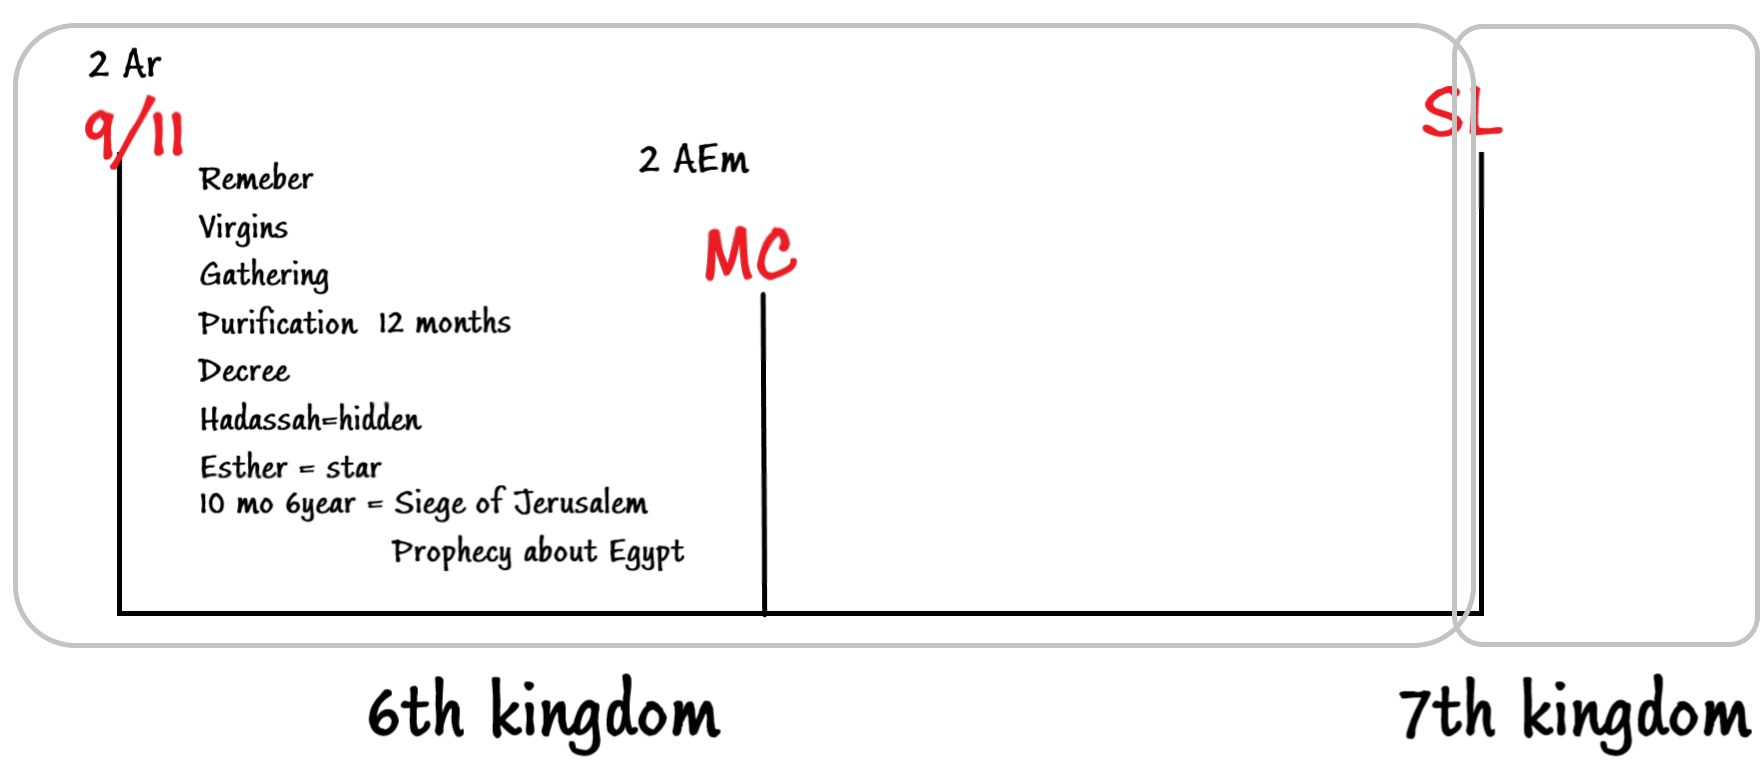 2 Ar
9/11
SL
2 AEm
MC
Remeber
Virgins
Gathering
Purification 12 months
Decree
Hadassah=hidden
Esther = star
10 mo 6year = Siege of Jerusalem
Prophecy about Egypt
6th kingdom
7th kingdom